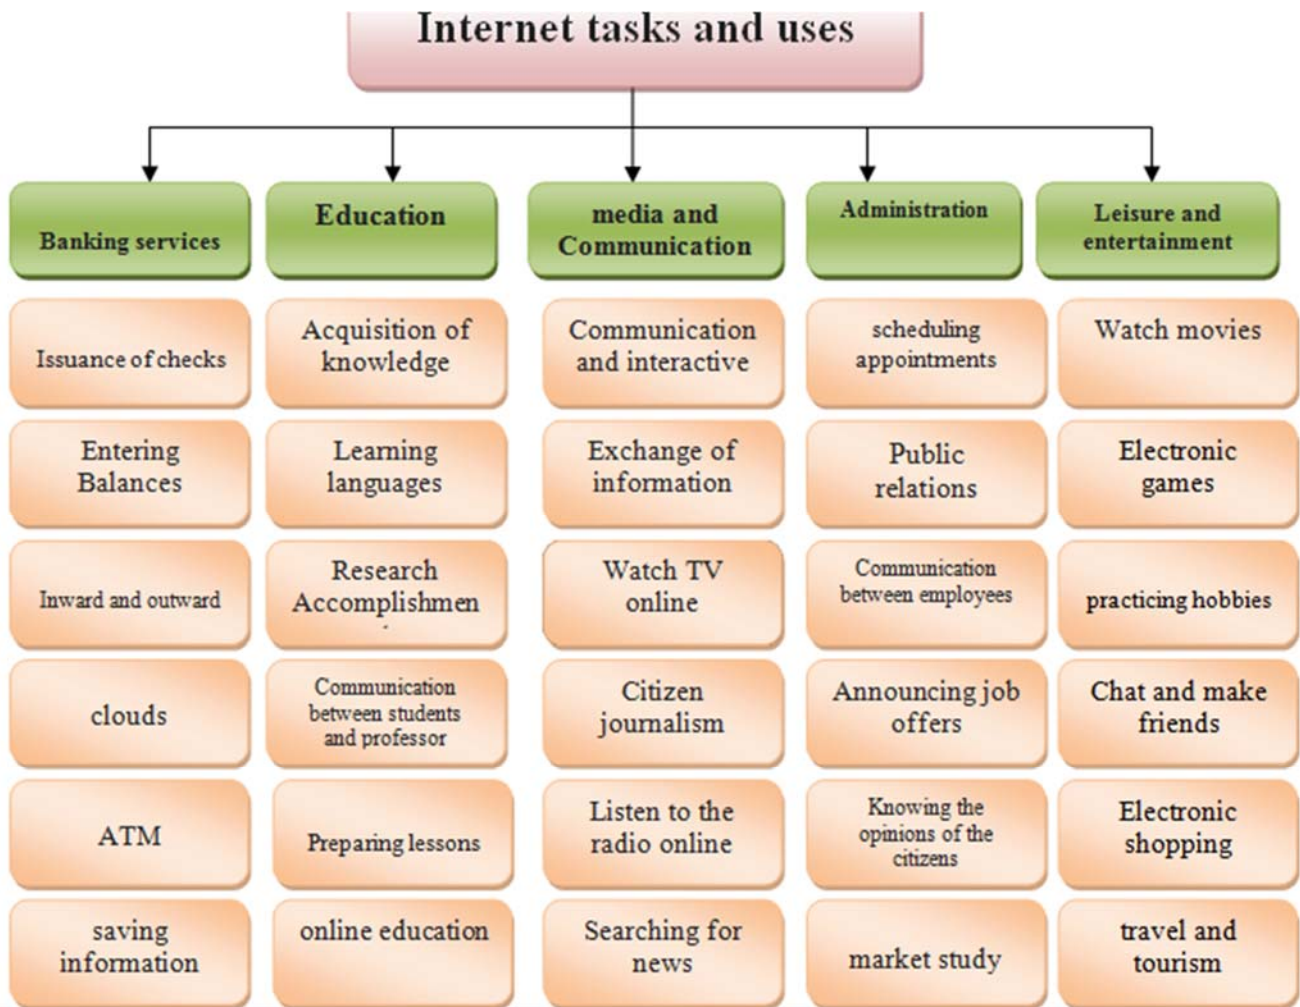 Internet tasks and uses
Banking services
Education
media and
Communication
Administration
Leisure and
entertainment
Issuance of checks
Acquisition of
knowledge
Communication
and interactive
scheduling
appointments
Watch movies
Entering
Balances
Learning
languages
Exchange of
information
Public
relations
Electronic
games
Inward and outward
Research
Accomplishmen
Watch TV
online
Communication
between employees
practicing hobbies
clouds
Communication
between students
and professor
Citizen
journalism
Announcing job
offers
Chat and make
friends
ATM
Preparing lessons
Listen to the
radio online
Knowing the
opinions of the
citizens
Electronic
shopping
saving
information
online education
Searching for
news
market study
travel and
tourism